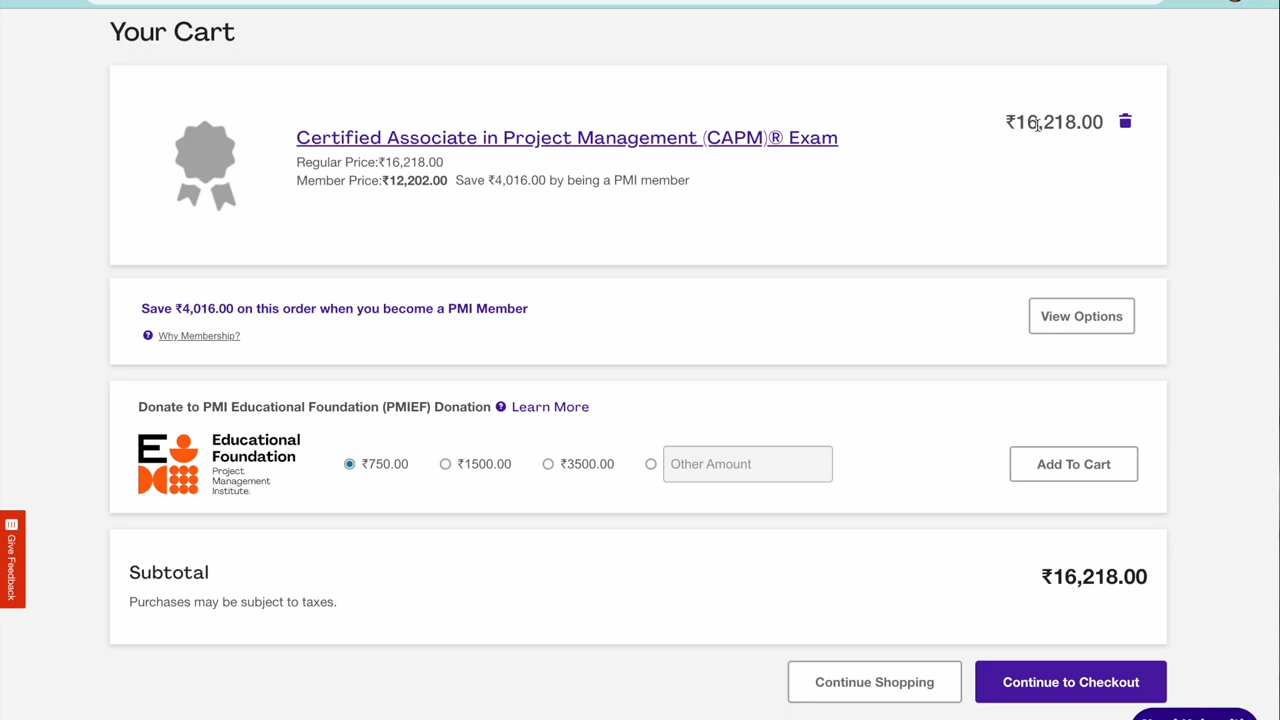 Your Cart
Certified Associate in Project Management (CAPM)® Exam
₹16,218.00
Regular Price:₹16,218.00
Member Price:₹12,202.00 Save ₹4,016.00 by being a PMI member
Save ₹4,016.00 on this order when you become a PMI Member
Why Membership?
View Options
Donate to PMI Educational Foundation (PMIEF) Donation ? Learn More
Educational
Foundation
Project
Management
Institute.
₹750.00 ₹1500.00 ₹3500.00 Other Amount
Add To Cart
Give Feedback
Subtotal
₹16,218.00
Purchases may be subject to taxes.
Continue Shopping
Continue to Checkout